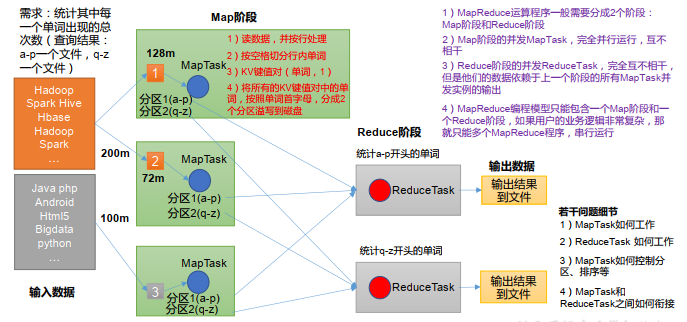 需求：统计其中每
一个单词出现的总
次数（查询结果：
a-p一个文件，q-z
一个文件）
Hadoop
Spark Hive
Hbase
Hadoop
Spark
…
Java php
Android
Html5
Bigdata
python
…
输入数据
200m
100m
Map阶段
128m
MapTask
1
分区1(a-p)
分区2(q-z)
1）读数据，并按行处理
2）按空格切分行内单词
3）KV键值对（单词，1）
4）将所有的KV键值对中的单
词，按照单词首字母，分成2
个分区溢写到磁盘
MapTask
2
72m
分区1(a-p)
分区2(q-z)
MapTask
3
分区1(a-p)
分区2(q-z)
Reduce阶段
统计a-p开头的单词
ReduceTask
统计q-z开头的单词
ReduceTask
输出数据
输出结果
到文件
输出结果
到文件
1）MapReduce运算程序一般需要分成2个阶段：
Map阶段和Reduce阶段
2）Map阶段的并发MapTask，完全并行运行，互不
相干
3）Reduce阶段的并发ReduceTask，完全互不相干，
但是他们的数据依赖于上一个阶段的所有MapTask并
发实例的输出
4）MapReduce编程模型只能包含一个Map阶段和一
个Reduce阶段，如果用户的业务逻辑非常复杂，那
就只能多个MapReduce程序，串行运行
若干问题细节
1）MapTask如何工作
2）ReduceTask 如何工作
3）MapTask如何控制分
区、排序等
4）MapTask和
ReduceTask之间如何衔接